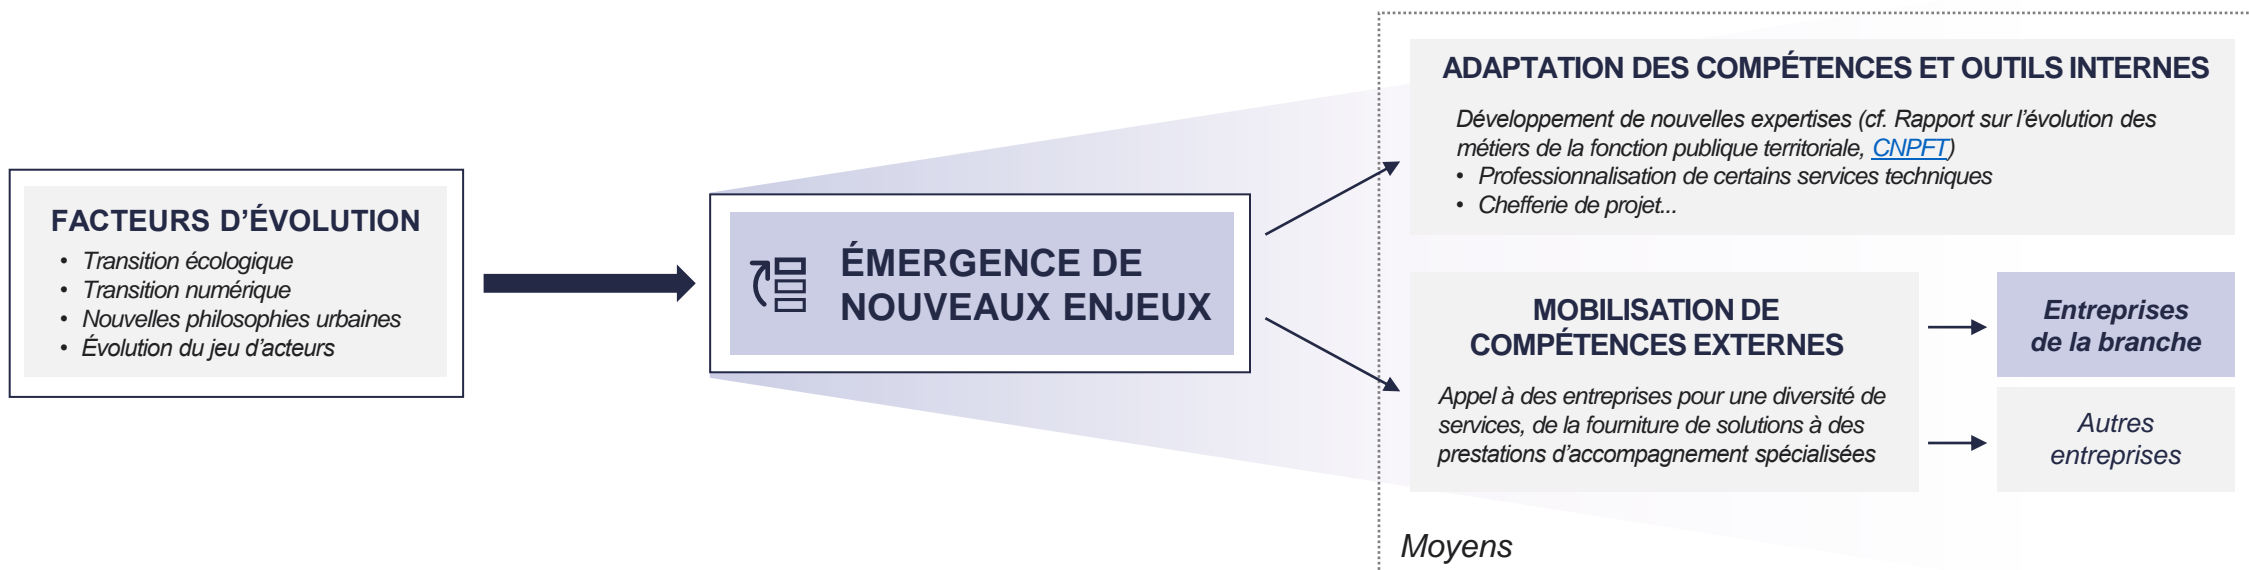 FACTEURS D’ÉVOLUTION
• Transition écologique
• Transition numérique
• Nouvelles philosophies urbaines
• Évolution du jeu d’acteurs
ÉMERGENCE DE
NOUVEAUX ENJEUX
ADAPTATION DES COMPÉTENCES ET OUTILS INTERNES
Développement de nouvelles expertises (cf. Rapport sur l’évolution des
métiers de la fonction publique territoriale, CNPFT)
• Professionnalisation de certains services techniques
• Chefferie de projet...
MOBILISATION DE
COMPÉTENCES EXTERNES
Appel à des entreprises pour une diversité de
services, de la fourniture de solutions à des
prestations d’accompagnement spécialisées
Entreprises
de la branche
Autres
entreprises
Moyens